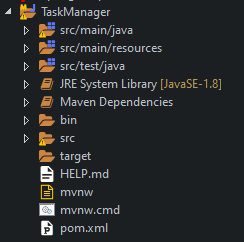 TaskManager
src/main/java
src/main/resources
src/test/java
JRE System Library [JavaSE-1.8]
Maven Dependencies
bin
src
target
HELP.md
mvnw
mvnw.cmd
pom.xml